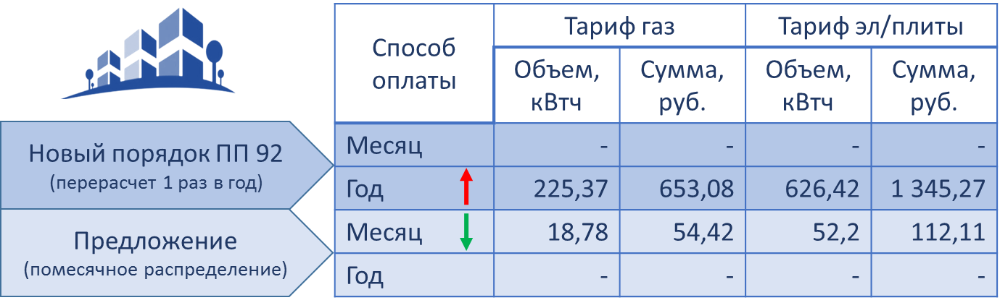 Способ оплаты
Тариф газ
Тариф эл/плиты
Объем, кВтч
Сумма, руб.
Объем, кВтч
Сумма, руб.
Новый порядок ПП 92
(перерасчет 1 раз в год)
Месяц - - - -
Год 225,37 653,08 626,42 1 345,27
Предложение
(помесячное распределение)
Месяц 18,78 54,42 52,2 112,11
Год - - - -